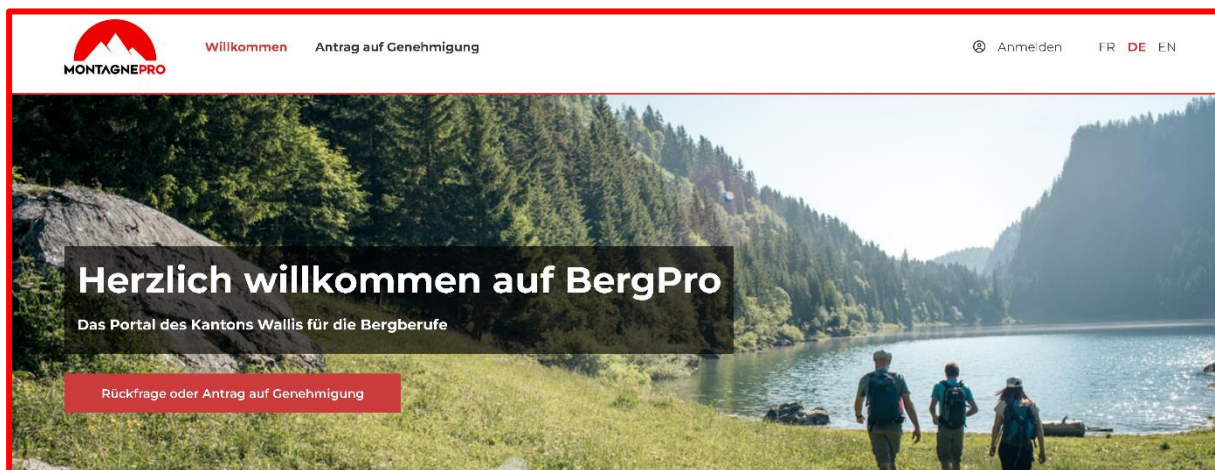 MONTAGNEPRO
Willkommen
Antrag auf Genehmigung
Anmelden
FR DE EN
Herzlich willkommen auf BergPro
Das Portal des Kantons Wallis für die Bergberufe
Rückfrage oder Antrag auf Genehmigung